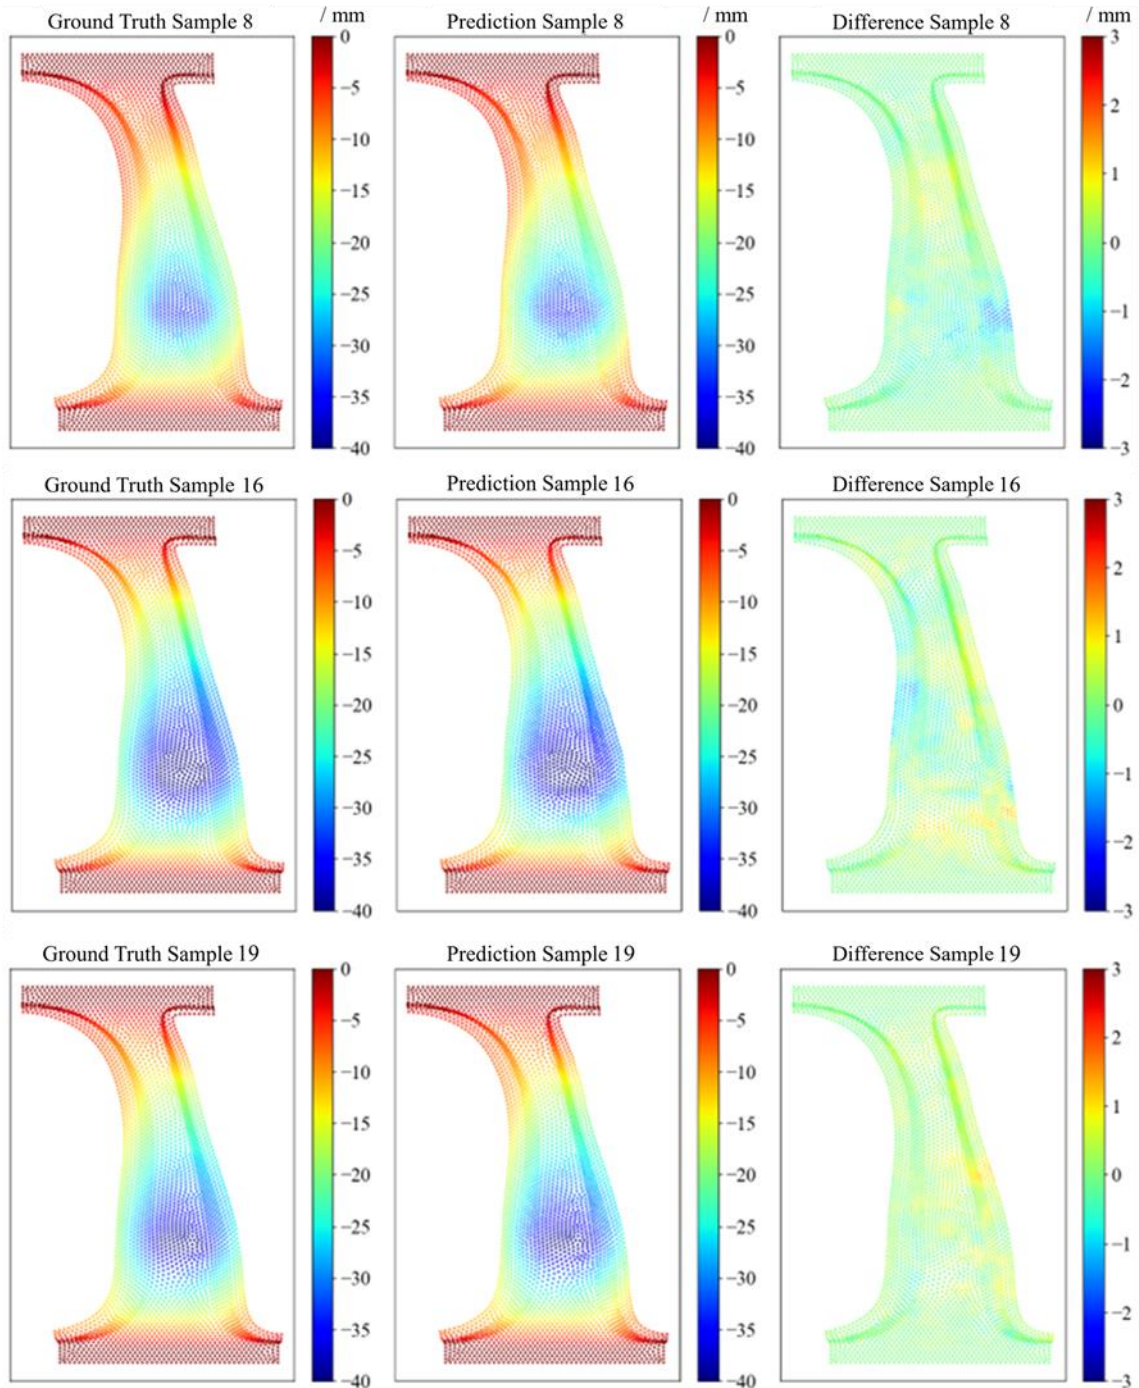 Ground Truth Sample 8 / mm Prediction Sample 8 / mm Difference Sample 8 / mm
0 0 3
−5 −5 2
−10 −10 1
−15 −15 0
−20 −20 −1
−25 −25 −2
−30 −30 −3
−35 −35
−40 −40
Ground Truth Sample 16 Prediction Sample 16 Difference Sample 16
0 0 3
−5 −5 2
−10 −10 1
−15 −15 0
−20 −20 −1
−25 −25 −2
−30 −30 −3
−35 −35
−40 −40
Ground Truth Sample 19 Prediction Sample 19 Difference Sample 19
0 0 3
−5 −5 2
−10 −10 1
−15 −15 0
−20 −20 −1
−25 −25 −2
−30 −30 −3
−35 −35
−40 −40